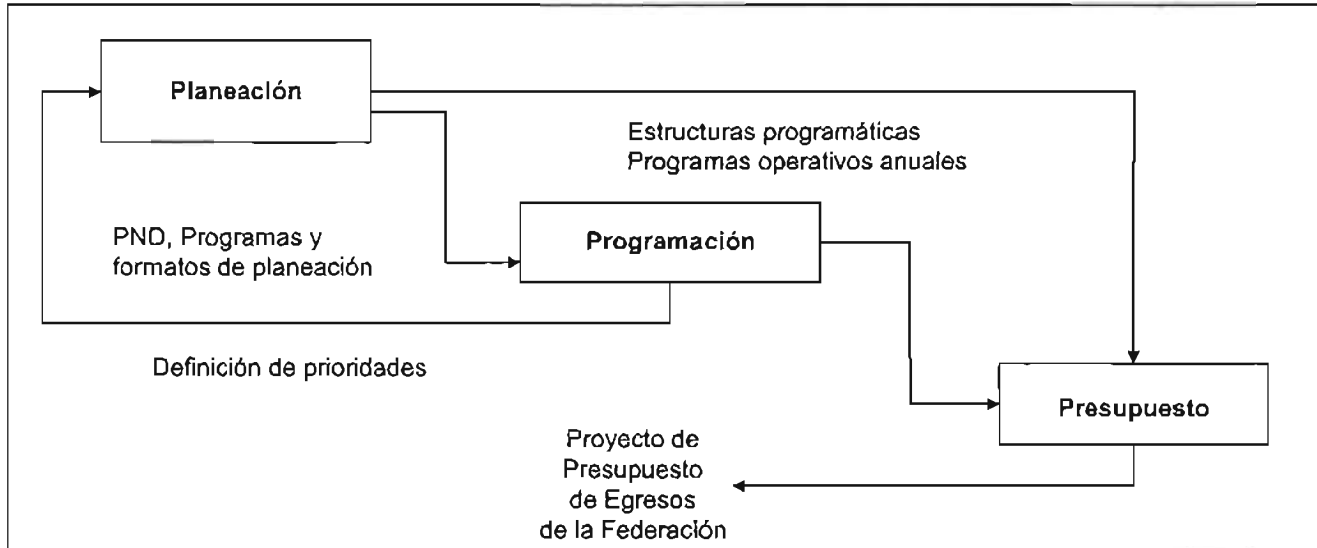 Planeación
Estructuras programáticas
Programas operativos anuales
PND, Programas y
formatos de planeación
Programación
Definición de prioridades
Presupuesto
Proyecto de
Presupuesto
de Egresos
de la Federación